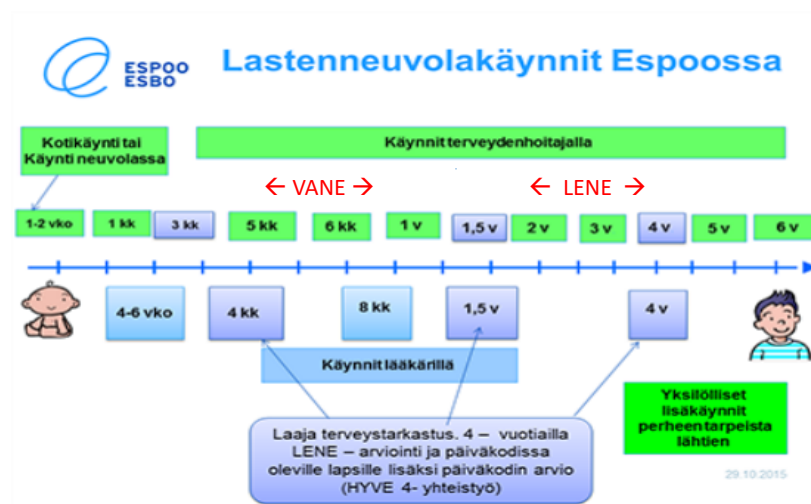 ESPOO
ESBO
Lastenneuvolakäynnit Espoossa
Kotikäynti tai
Käynti neuvolassa
Käynnit terveydenhoitajalla
← VANE →
← LENE →
1-2 vko
1 kk
3 kk
5 kk
6 kk
1 v
1,5 v
2 v
3 v
4 v
5 v
6 v
4-6 vko
4 kk
8 kk
1,5 v
4 v
Käynnit lääkärillä
Laaja terveystarkastus. 4 – vuotiailla
LENE – arviointi ja päiväkodissa
oleville lapsille lisäksi päiväkodin arvio
(HYVE 4- yhteistyö)
Yksilölliset
lisäkäynnit
perheen tarpeista
lähtien
29.10.2015